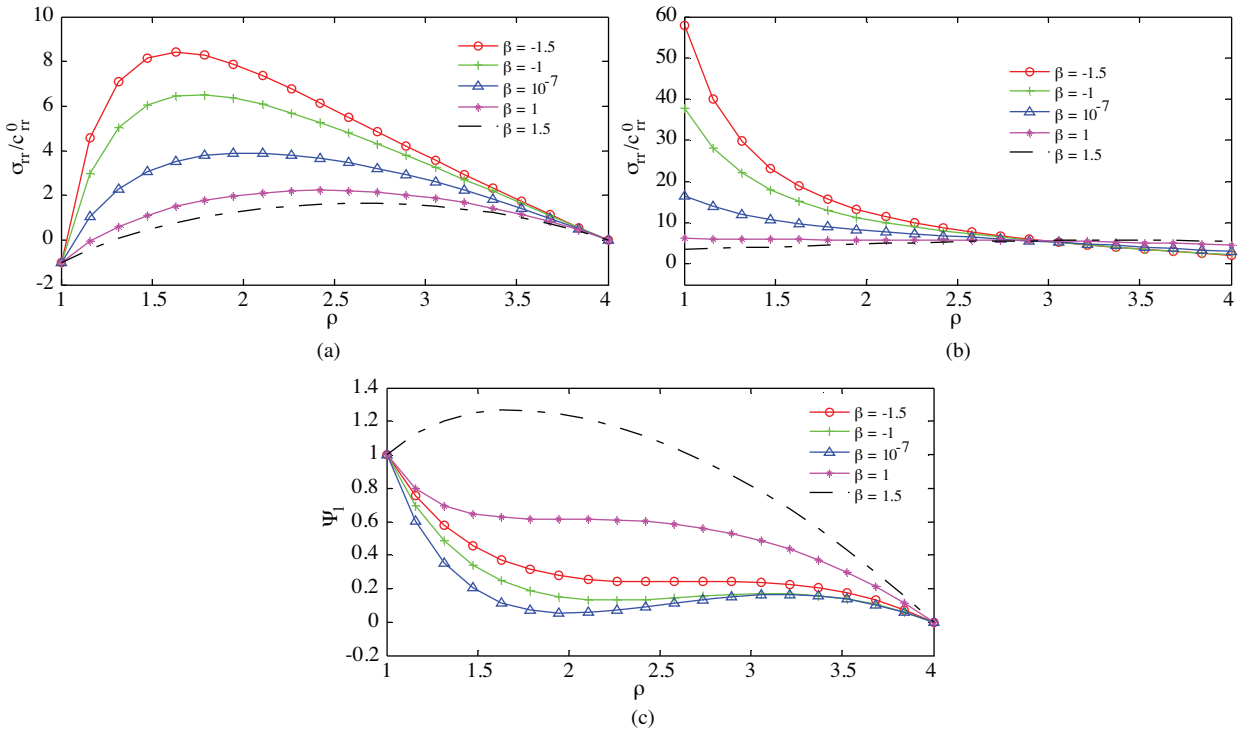 10
8
6
4
2
0
-2
σrr/c⁰rr
1
1.5
2
2.5
3
3.5
4
ρ
β = -1.5
β = -1
β = 10⁻⁷
β = 1
β = 1.5
(a)
60
50
40
30
20
10
0
σrr/c⁰rr
1
1.5
2
2.5
3
3.5
4
ρ
β = -1.5
β = -1
β = 10⁻⁷
β = 1
β = 1.5
(b)
1.4
1.2
1
0.8
0.6
0.4
0.2
0
-0.2
Ψ₁
1
1.5
2
2.5
3
3.5
4
ρ
β = -1.5
β = -1
β = 10⁻⁷
β = 1
β = 1.5
(c)